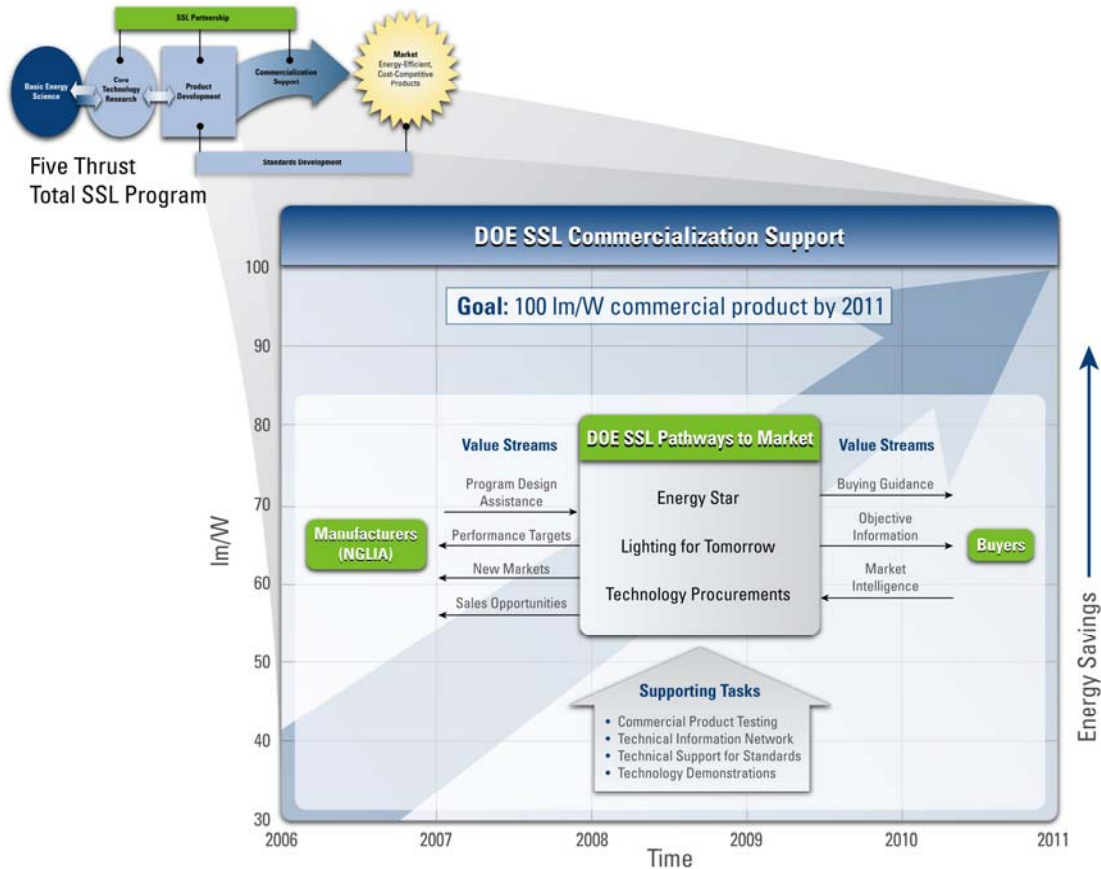 SSL Partnership
Basic Energy
Science
Core
Technology
Research
Product
Development
Commercialization
Support
Market
Energy-Efficient,
Cost-Competitive
Products
Standards Development
Five Thrust
Total SSL Program
DOE SSL Commercialization Support
Goal: 100 lm/W commercial product by 2011
100
90
80
70
60
50
40
30
lm/W
Value Streams
Program Design
Assistance
Performance Targets
New Markets
Sales Opportunities
Manufacturers
(NGLIA)
DOE SSL Pathways to Market
Energy Star
Lighting for Tomorrow
Technology Procurements
Value Streams
Buying Guidance
Objective
Information
Market
Intelligence
Buyers
Supporting Tasks
• Commercial Product Testing
• Technical Information Network
• Technical Support for Standards
• Technology Demonstrations
2006
2007
2008
2009
2010
2011
Time
Energy Savings